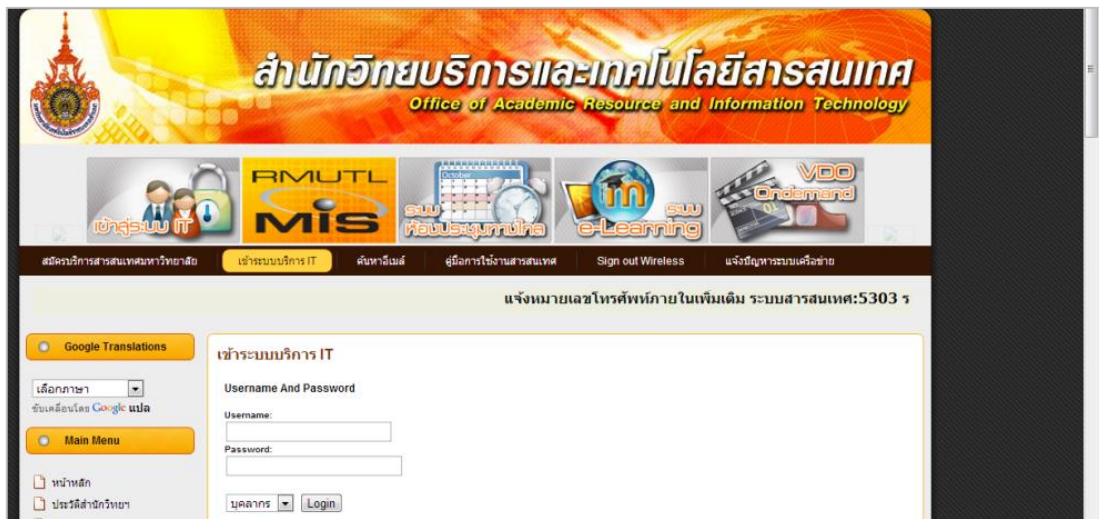 สำนักวิทยบริการและเทคโนโลยีสารสนเทศ
Office of Academic Resource and Information Technology
เข้าสู่ระบบ IT
RMUTL
MIS
October
ระบบ
ห้องประชุมทางไกล
m
ระบบ
e-Learning
VDO
Ondemand
01
สมัครบริการสารสนเทศมหาวิทยาลัย เข้าระบบบริการ IT ค้นหาอีเมล์ คู่มือการใช้งานสารสนเทศ Sign out Wireless แจ้งปัญหาระบบเครือข่าย
แจ้งหมายเลขโทรศัพท์ภายในเพิ่มเติม ระบบสารสนเทศ:5303 ร
Google Translations
เลือกภาษา
ขับเคลื่อนโดย Google แปล
Main Menu
หน้าหลัก
ประวัติสำนักวิทยฯ
เข้าระบบบริการ IT
Username And Password
Username:
Password:
บุคลากร Login